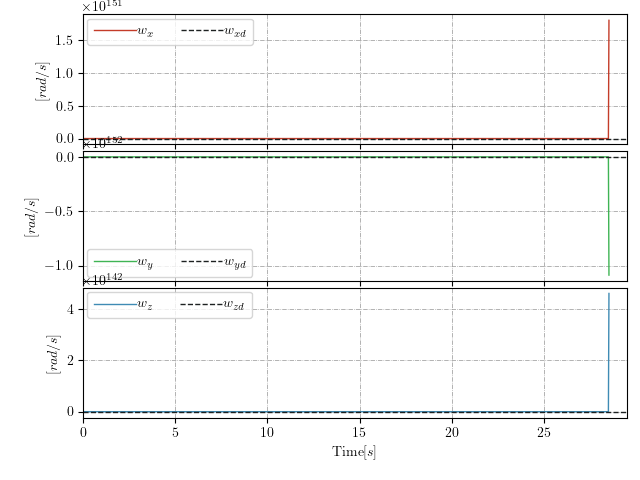 ×10^151
w_x w_xd
1.5
1.0
0.5
0.0
[rad/s]
×10^152
0.0
−0.5
−1.0
[rad/s]
w_y w_yd
×10^142
w_z w_zd
4
2
0
[rad/s]
0 5 10 15 20 25
Time[s]